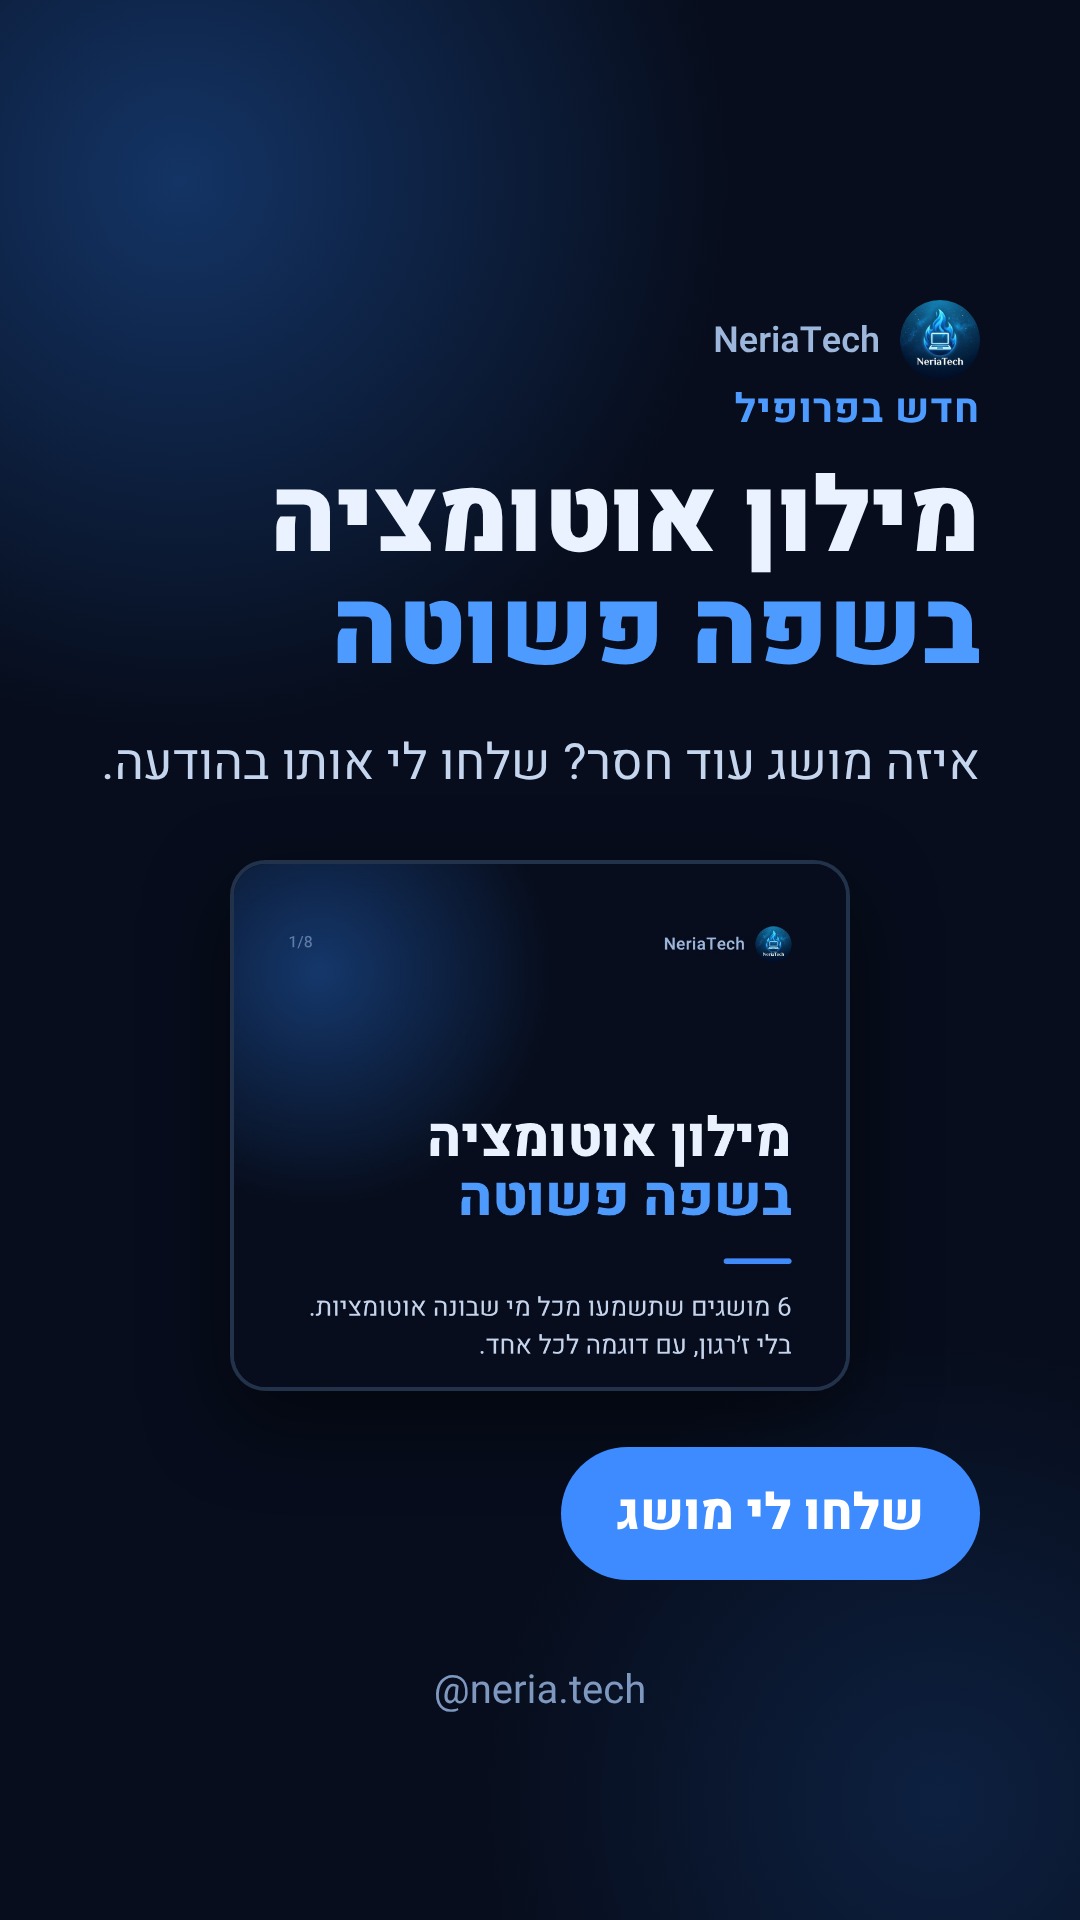 NeriaTech
NeriaTech
חדש בפרופיל
מילון אוטומציה
בשפה פשוטה
איזה מושג עוד חסר? שלחו לי אותו בהודעה.
NeriaTech
1/8
NeriaTech
מילון אוטומציה
בשפה פשוטה
6 מושגים שתשמעו מכל מי שבונה אוטומציות.
בלי ז'רגון, עם דוגמה לכל אחד.
שלחו לי מושג
@neria.tech